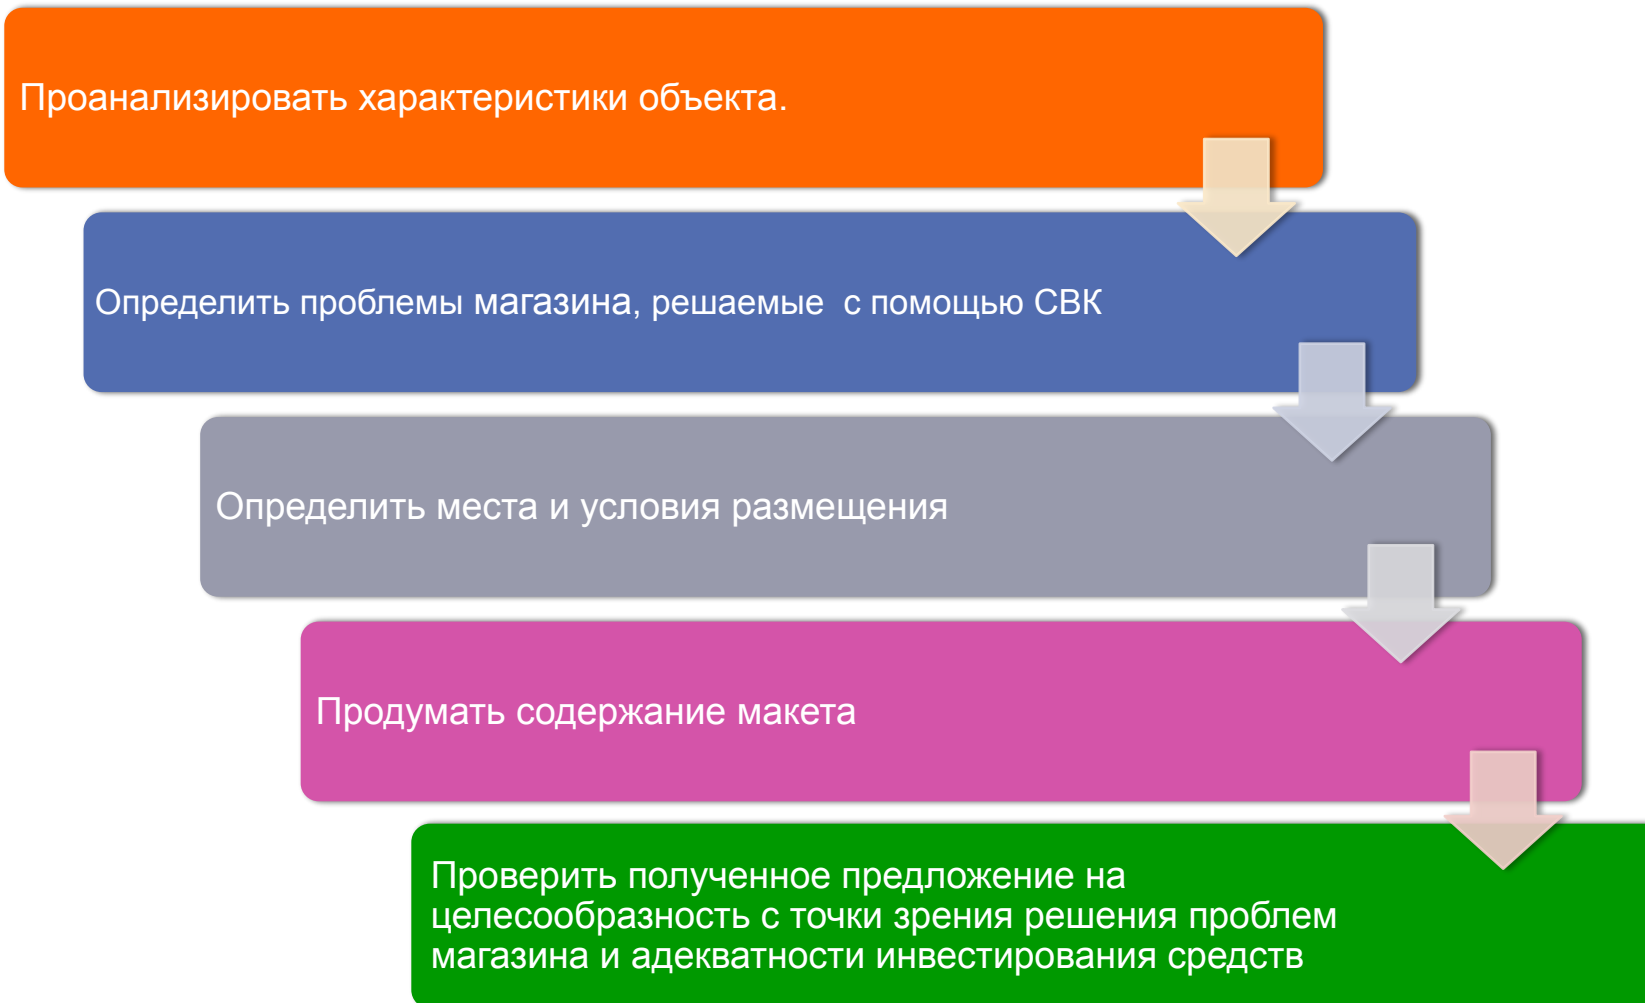 Проанализировать характеристики объекта.
Определить проблемы магазина, решаемые  с помощью СВК
Определить места и условия размещения
Продумать содержание макета
Проверить полученное предложение на
целесообразность с точки зрения решения проблем
магазина и адекватности инвестирования средств